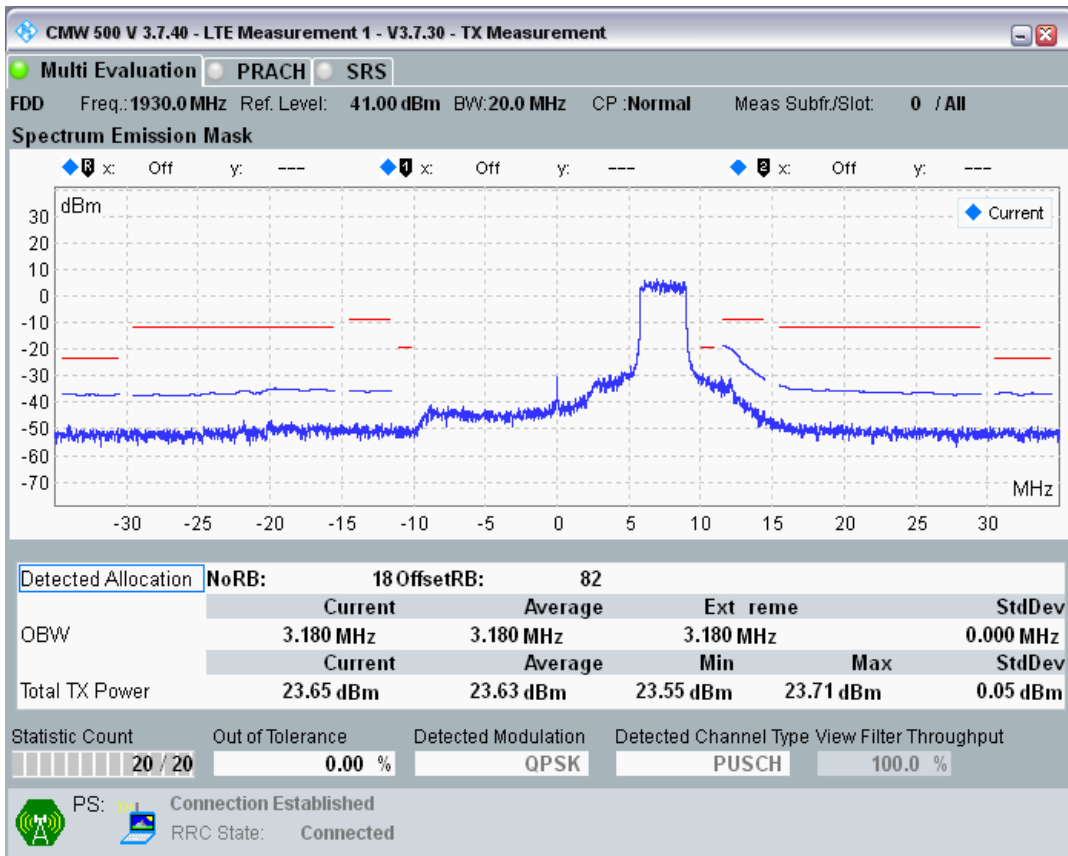 CMW 500 V 3.7.40 - LTE Measurement 1 - V3.7.30 - TX Measurement
Multi Evaluation PRACH SRS
FDD Freq.: 1930.0 MHz Ref. Level: 41.00 dBm BW: 20.0 MHz CP : Normal Meas Subfr./Slot: 0 / All
Spectrum Emission Mask
R x: Off y: --- 1 x: Off y: --- 2 x: Off y: ---
dBm
Current
30
20
10
0
-10
-20
-30
-40
-50
-60
-70
MHz
-30 -25 -20 -15 -10 -5 0 5 10 15 20 25 30
Detected Allocation NoRB: 18 OffsetRB: 82
Current Average Ext reme StdDev
OBW 3.180 MHz 3.180 MHz 3.180 MHz 0.000 MHz
Current Average Min Max StdDev
Total TX Power 23.65 dBm 23.63 dBm 23.55 dBm 23.71 dBm 0.05 dBm
Statistic Count Out of Tolerance Detected Modulation Detected Channel Type View Filter Throughput
20 / 20 0.00 % QPSK PUSCH 100.0 %
PS: Connection Established
RRC State: Connected